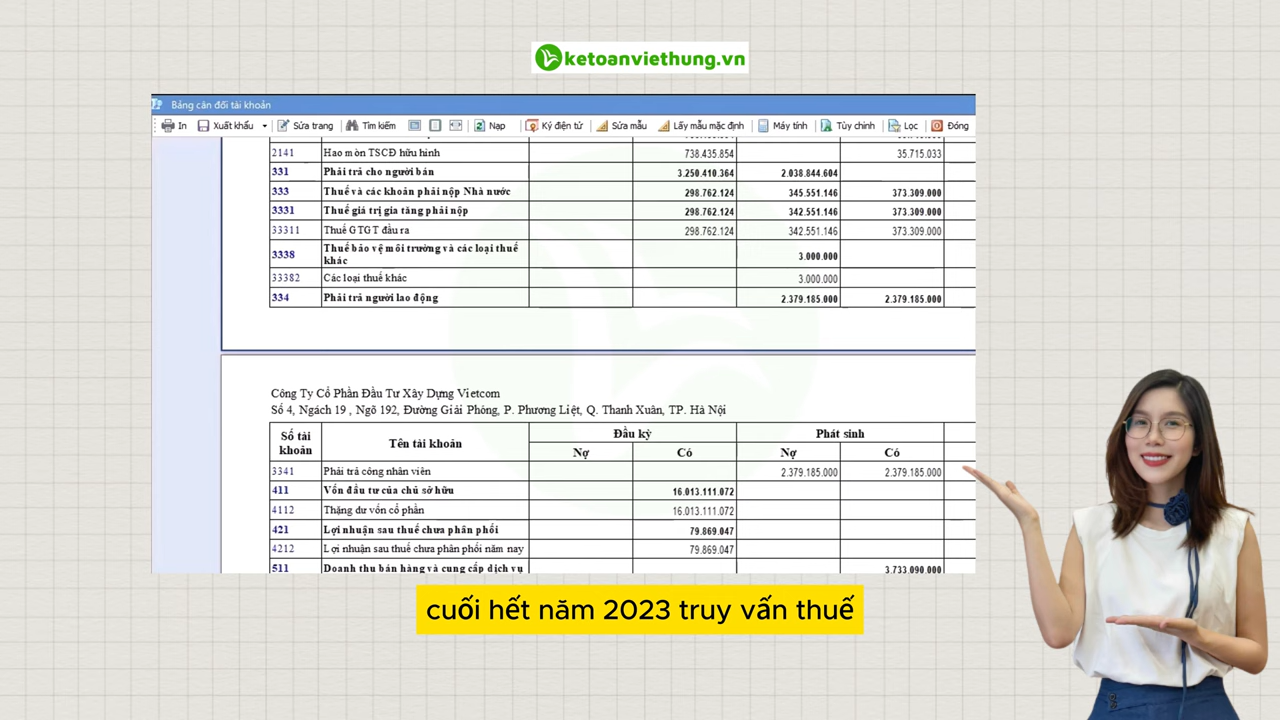 ketoanviethung.vn
Bảng cân đối tài khoản
In Xuất khẩu Sửa trang Tìm kiếm Nạp Ký điện tử Sửa mẫu Lấy mẫu mặc định Máy tính Tùy chỉnh Lọc Đóng
2141 Hao mòn TSCĐ hữu hình 738.435.854 35.715.033
331 Phải trả cho người bán 3.250.410.364 2.038.844.604
333 Thuế và các khoản phải nộp Nhà nước 298.762.124 345.551.146 373.309.000
3331 Thuế giá trị gia tăng phải nộp 298.762.124 342.551.146 373.309.000
33311 Thuế GTGT đầu ra 298.762.124 342.551.146 373.309.000
3338 Thuế bảo vệ môi trường và các loại thuế khác 3.000.000
33382 Các loại thuế khác 3.000.000
334 Phải trả người lao động 2.379.185.000 2.379.185.000
Công Ty Cổ Phần Đầu Tư Xây Dựng Vietcom
Số 4, Ngách 19 , Ngõ 192, Đường Giải Phóng, P. Phương Liệt, Q. Thanh Xuân, TP. Hà Nội
Số tài khoản Tên tài khoản Đầu kỳ Phát sinh
Nợ Có Nợ Có
3341 Phải trả công nhân viên 2.379.185.000 2.379.185.000
411 Vốn đầu tư của chủ sở hữu 16.013.111.072
4112 Thặng dư vốn cổ phần 16.013.111.072
421 Lợi nhuận sau thuế chưa phân phối 79.869.047
4212 Lợi nhuận sau thuế chưa phân phối năm nay 79.869.047
511 Doanh thu bán hàng và cung cấp dịch vụ 3.733.090.000
cuối hết năm 2023 truy vấn thuế